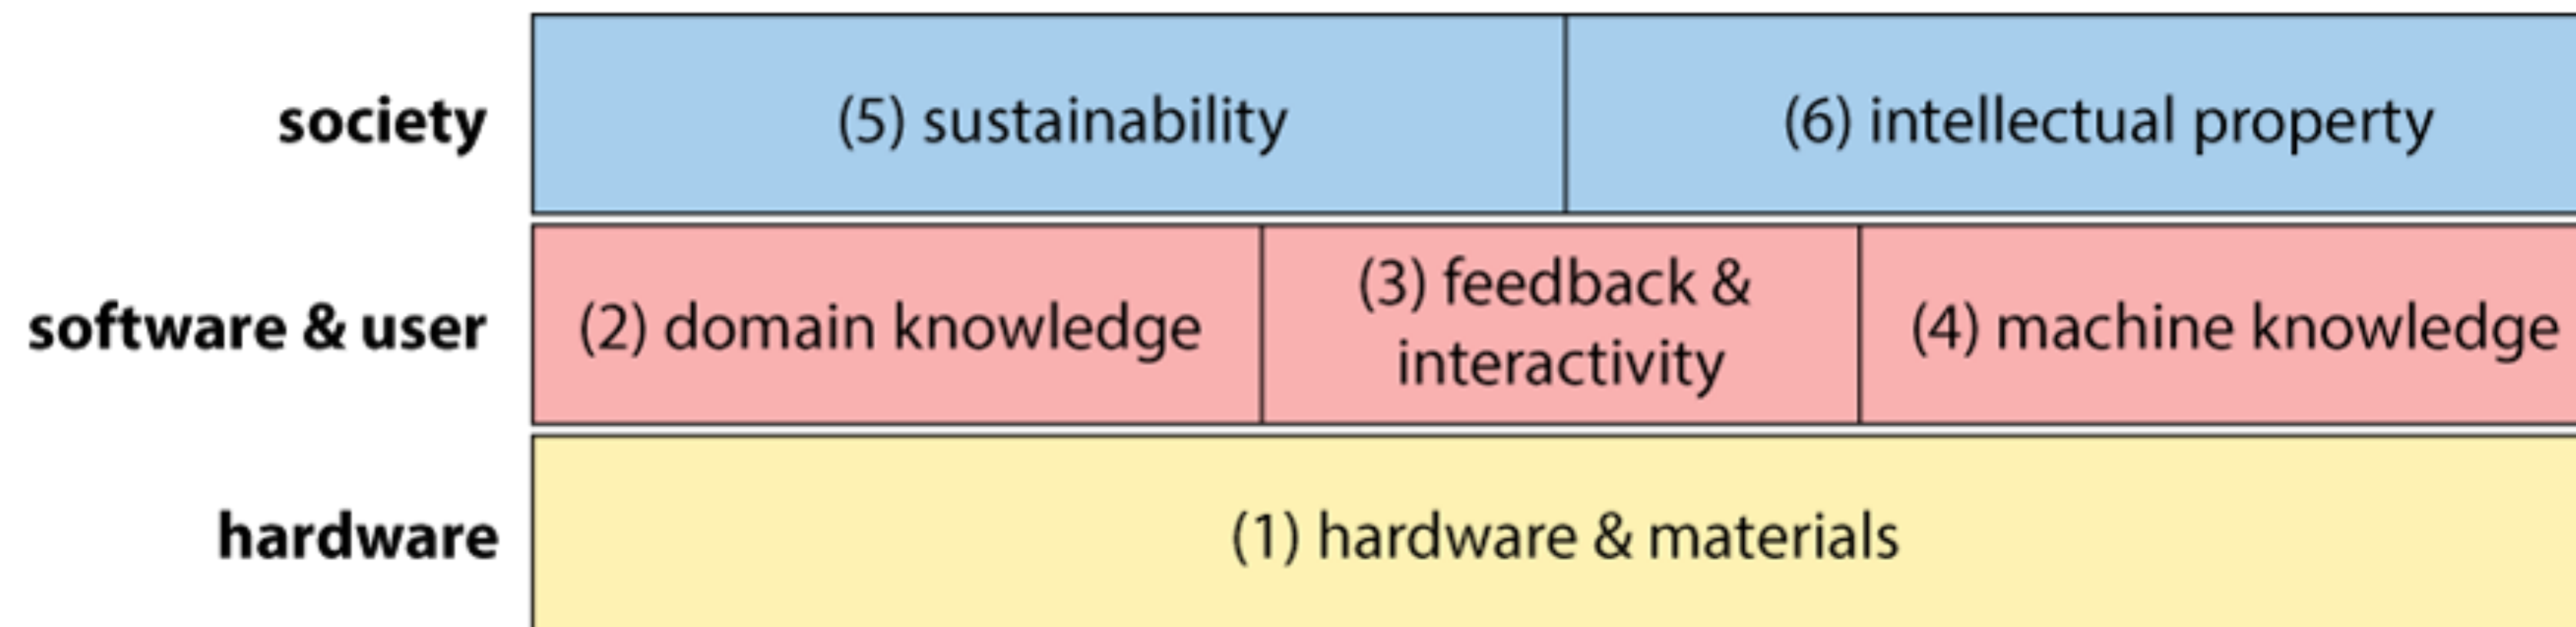 society
(5) sustainability
(6) intellectual property
software & user
(2) domain knowledge
(3) feedback &
interactivity
(4) machine knowledge
hardware
(1) hardware & materials